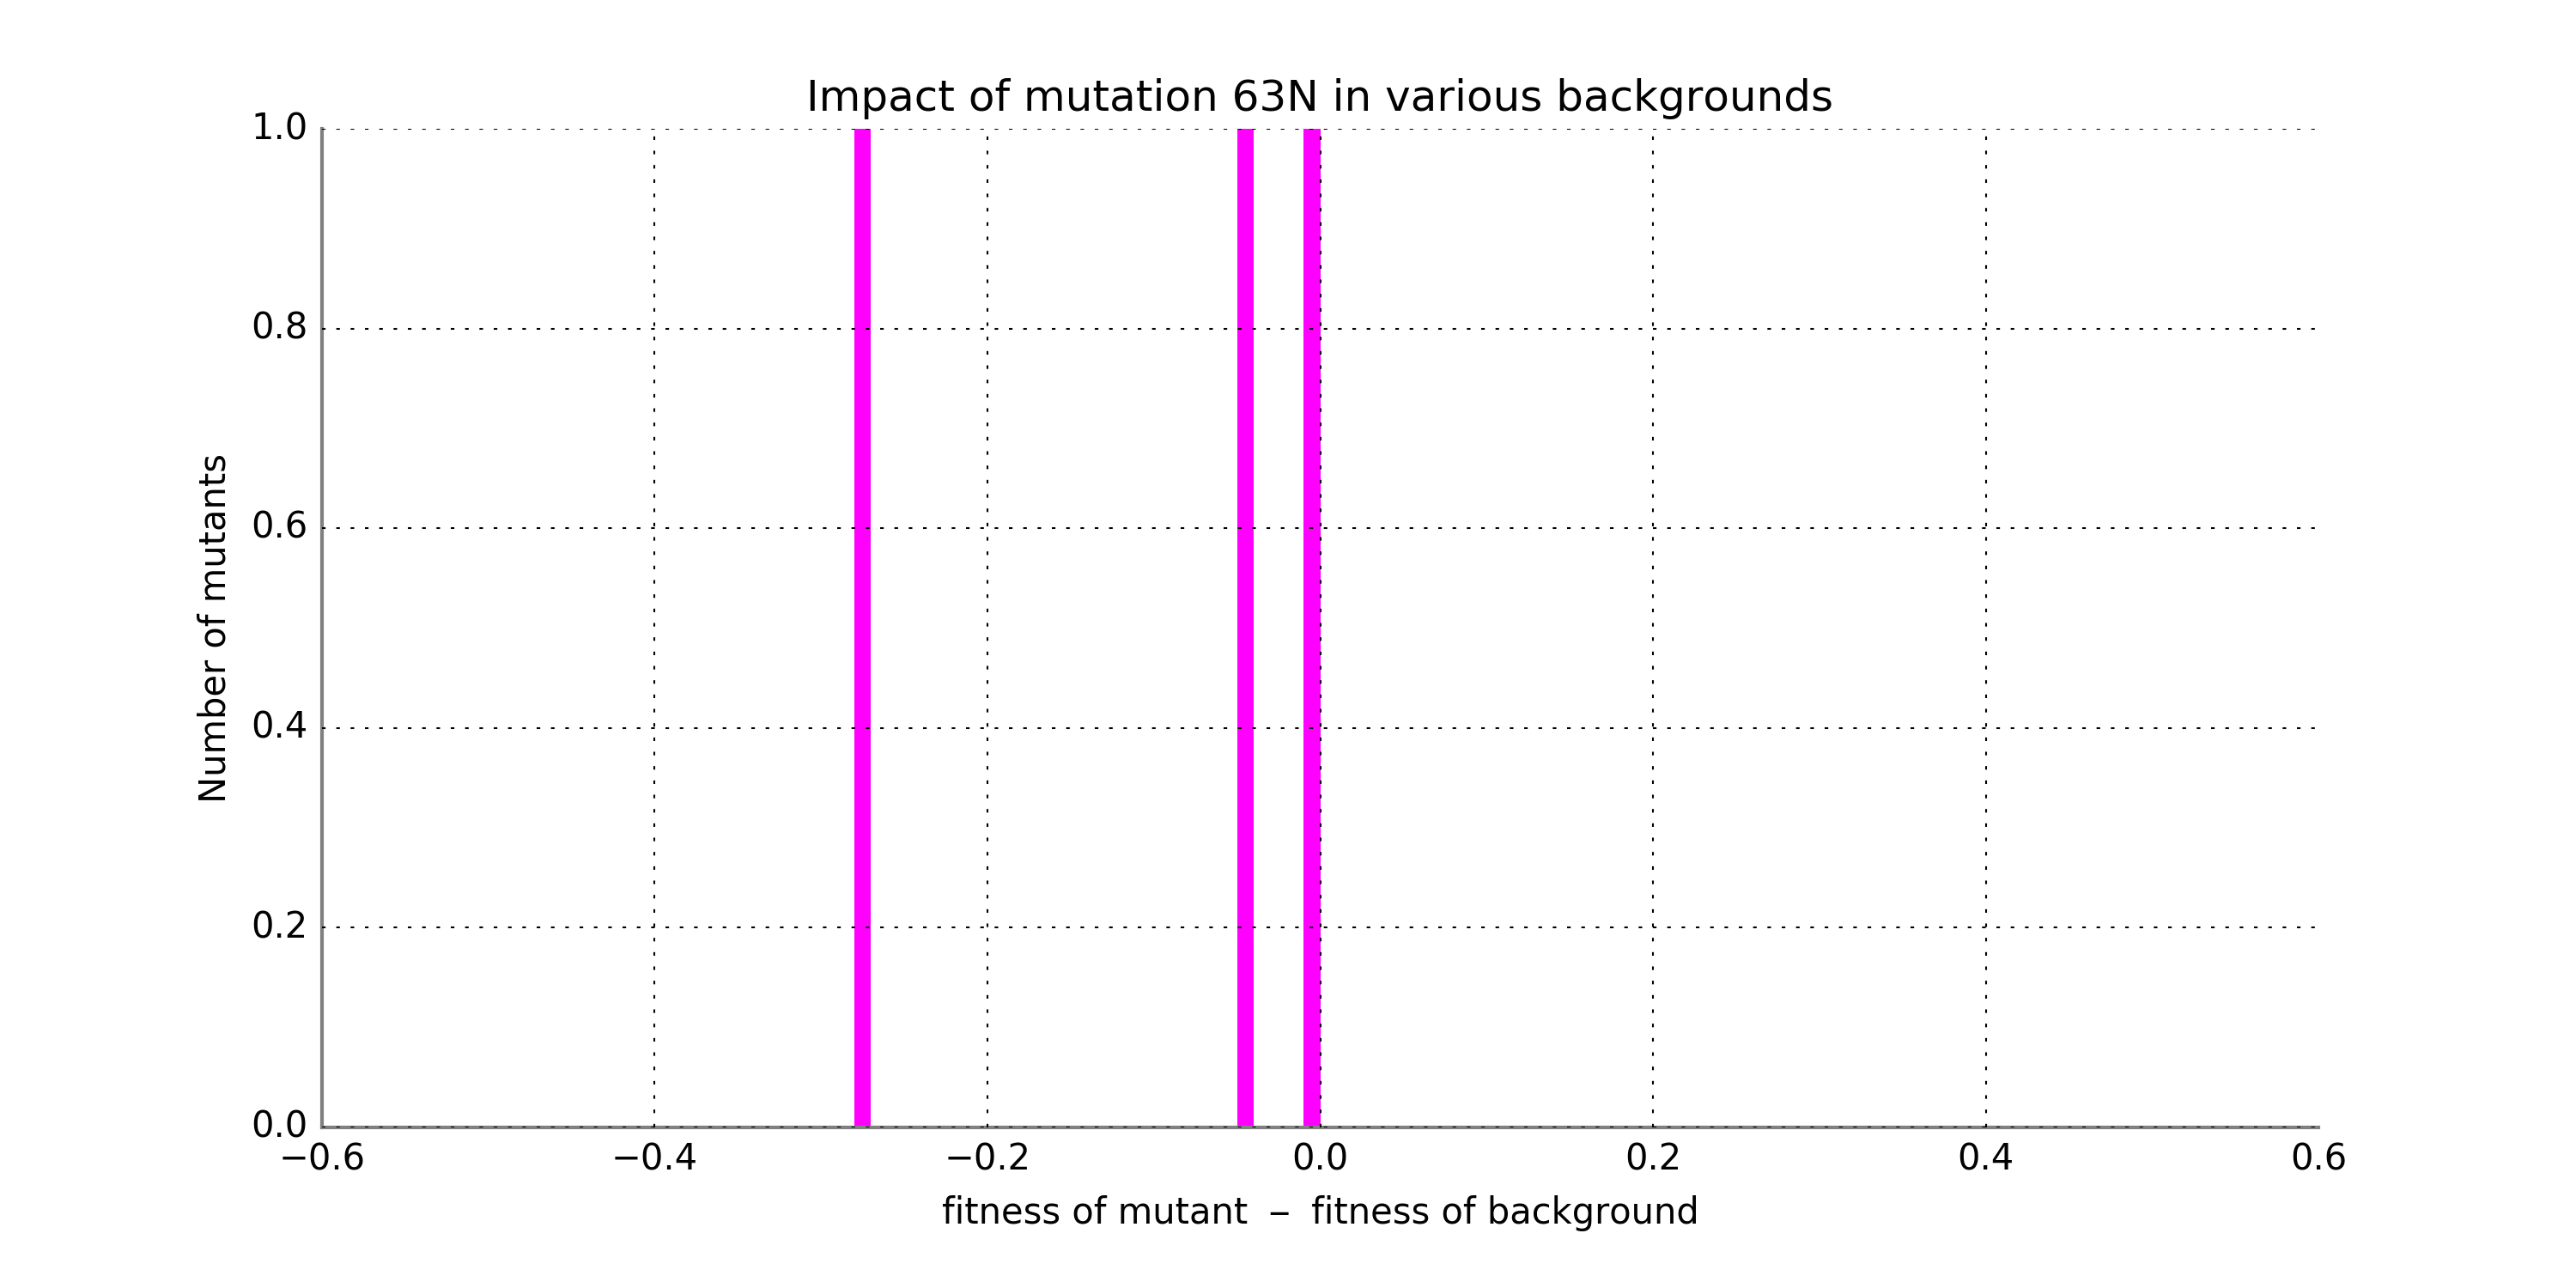 Impact of mutation 63N in various backgrounds
1.0
0.8
0.6
0.4
0.2
0.0
Number of mutants
−0.6 −0.4 −0.2 0.0 0.2 0.4 0.6
fitness of mutant − fitness of background